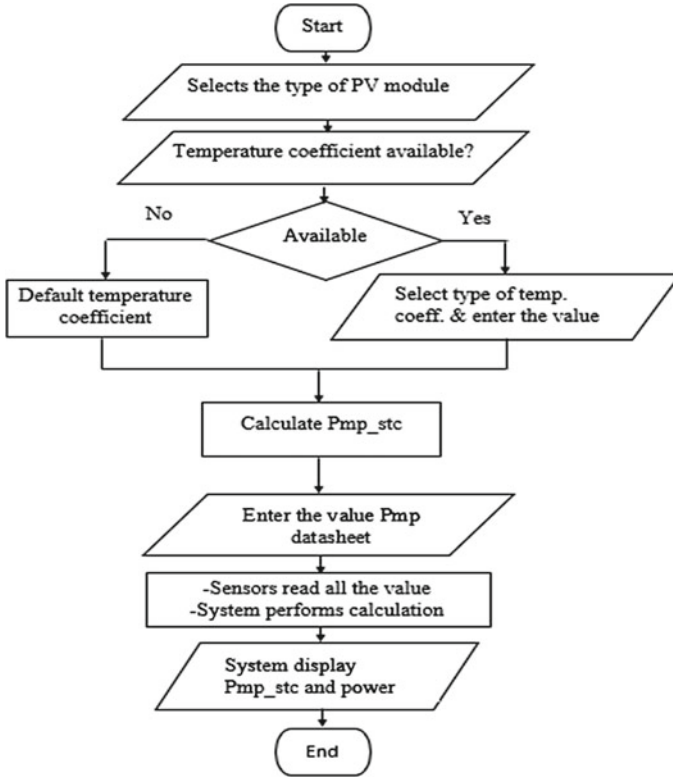 Start
Selects the type of PV module
Temperature coefficient available?
No
Yes
Available
Default temperature
coefficient
Select type of temp.
coeff. & enter the value
Calculate Pmp_stc
Enter the value Pmp
datasheet
-Sensors read all the value
-System performs calculation
System display
Pmp_stc and power
End